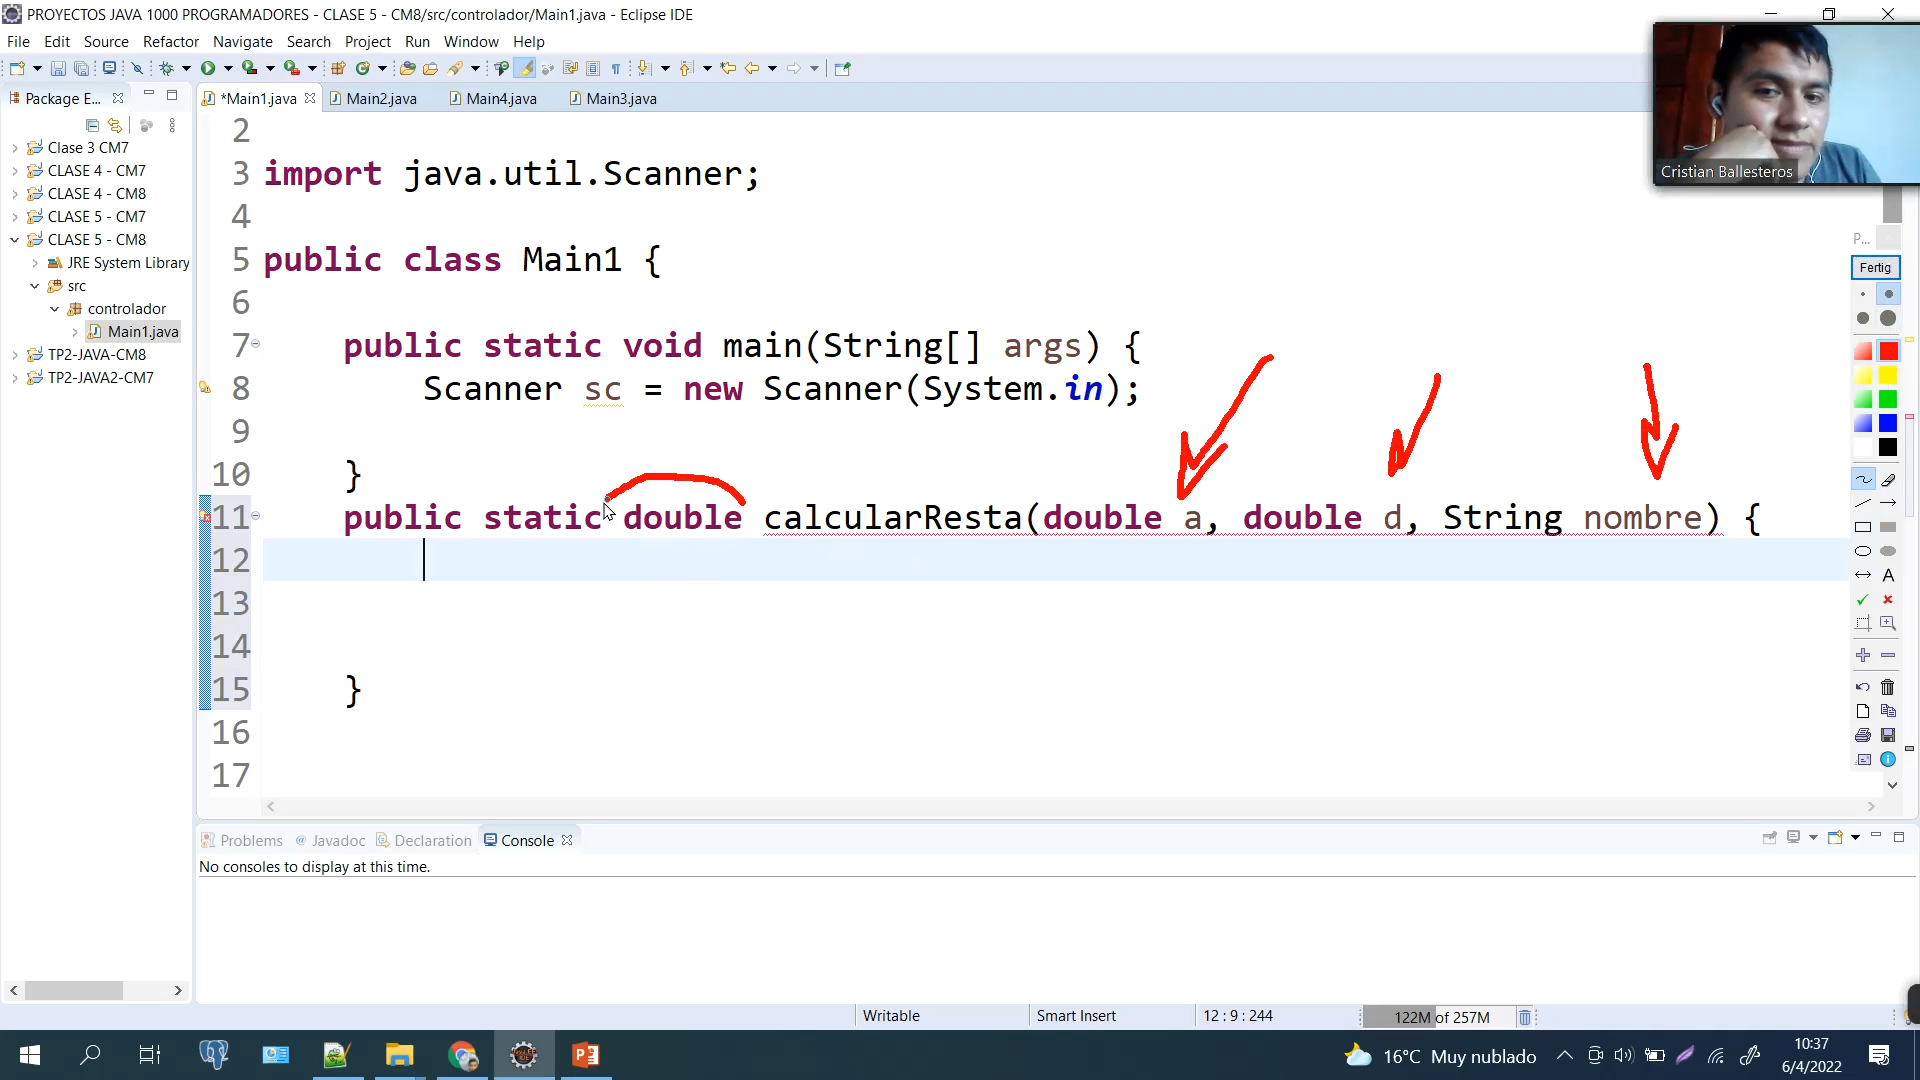 PROYECTOS JAVA 1000 PROGRAMADORES - CLASE 5 - CM8/src/controlador/Main1.java - Eclipse IDE
File Edit Source Refactor Navigate Search Project Run Window Help
Package E...
*Main1.java Main2.java Main4.java Main3.java
Clase 3 CM7
CLASE 4 - CM7
CLASE 4 - CM8
CLASE 5 - CM7
CLASE 5 - CM8
JRE System Library
src
controlador
Main1.java
TP2-JAVA-CM8
TP2-JAVA2-CM7
2
3 import java.util.Scanner;
4
5 public class Main1 {
6
7 public static void main(String[] args) {
8 Scanner sc = new Scanner(System.in);
9
10 }
11 public static double calcularResta(double a, double d, String nombre) {
12
13
14
15 }
16
17
Cristian Ballesteros
P...
Fertig
A
Problems @ Javadoc Declaration Console
No consoles to display at this time.
Writable Smart Insert 12 : 9 : 244 122M of 257M
16°C Muy nublado
10:37
6/4/2022